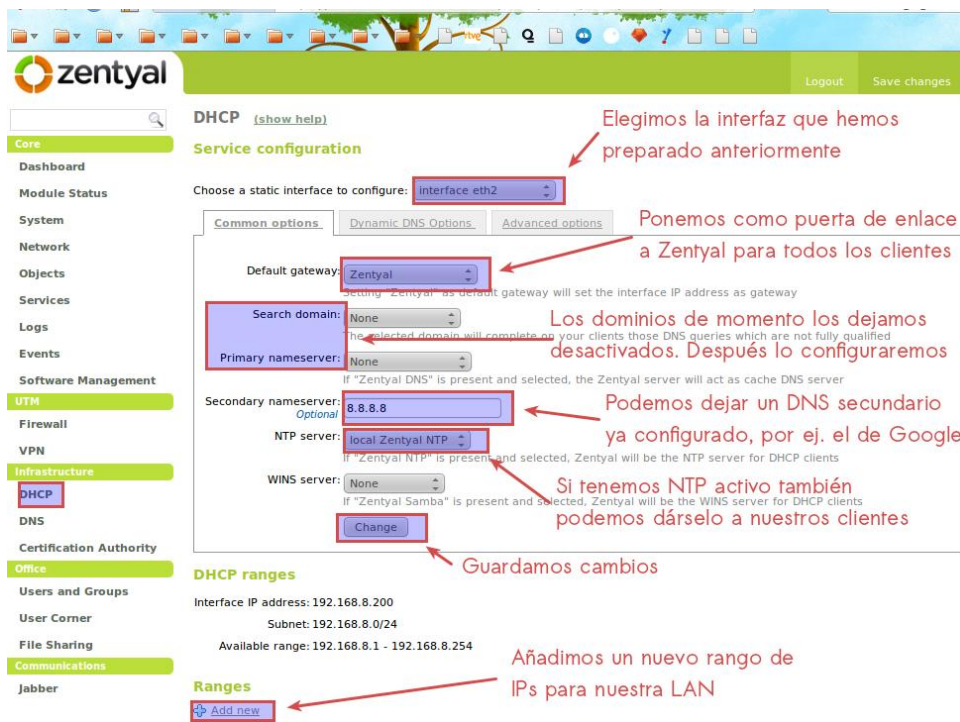 rtve
zentyal
Logout
Save changes
Core
Dashboard
Module Status
System
Network
Objects
Services
Logs
Events
Software Management
UTM
Firewall
VPN
Infrastructure
DHCP
DNS
Certification Authority
Office
Users and Groups
User Corner
File Sharing
Communications
Jabber
DHCP (show help)
Elegimos la interfaz que hemos
preparado anteriormente
Service configuration
Choose a static interface to configure: interface eth2
Common options Dynamic DNS Options Advanced options
Ponemos como puerta de enlace
a Zentyal para todos los clientes
Default gateway: Zentyal
Setting "Zentyal" as default gateway will set the interface IP address as gateway
Search domain: None
The selected domain will complete on your clients those DNS queries which are not fully qualified
Los dominios de momento los dejamos
desactivados. Después lo configuraremos
Primary nameserver: None
If "Zentyal DNS" is present and selected, the Zentyal server will act as cache DNS server
Secondary nameserver: 8.8.8.8
Optional
Podemos dejar un DNS secundario
ya configurado, por ej. el de Google
NTP server: local Zentyal NTP
If "Zentyal NTP" is present and selected, Zentyal will be the NTP server for DHCP clients
WINS server: None
If "Zentyal Samba" is present and selected, Zentyal will be the WINS server for DHCP clients
Si tenemos NTP activo también
podemos dárselo a nuestros clientes
Change
Guardamos cambios
DHCP ranges
Interface IP address: 192.168.8.200
Subnet: 192.168.8.0/24
Available range: 192.168.8.1 - 192.168.8.254
Añadimos un nuevo rango de
IPs para nuestra LAN
Ranges
Add new